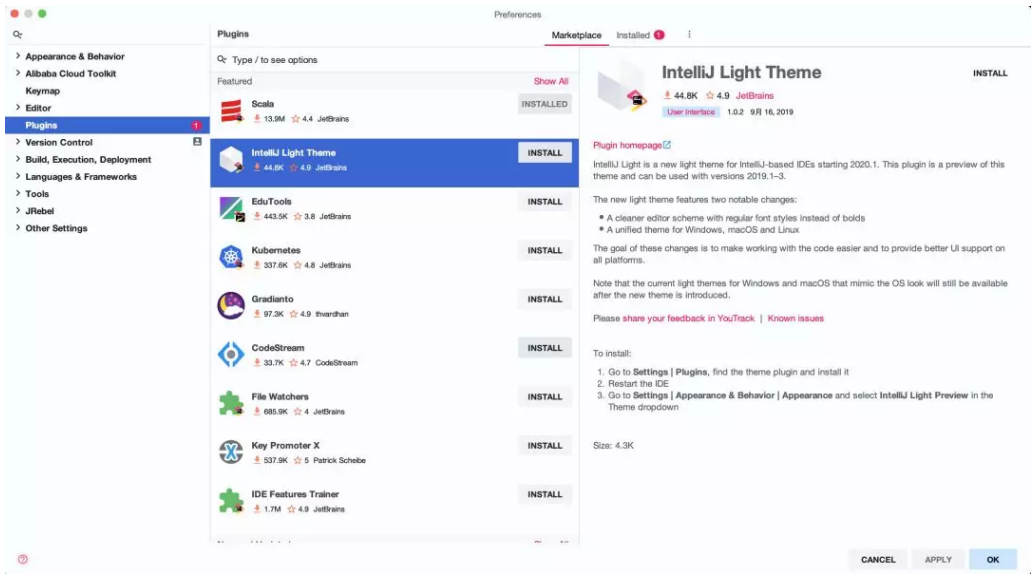 Preferences
Plugins
Marketplace Installed 1
Type / to see options
Appearance & Behavior
Alibaba Cloud Toolkit
Keymap
Editor
Plugins 1
Version Control
Build, Execution, Deployment
Languages & Frameworks
Tools
JRebel
Other Settings
Featured Show All
Scala INSTALLED
13.9M 4.4 JetBrains
IntelliJ Light Theme INSTALL
44.8K 4.9 JetBrains
EduTools INSTALL
443.5K 3.8 JetBrains
Kubernetes INSTALL
337.6K 4.8 JetBrains
Gradianto INSTALL
97.3K 4.9 thvardhan
CodeStream INSTALL
33.7K 4.7 CodeStream
File Watchers INSTALL
685.9K 4 JetBrains
Key Promoter X INSTALL
537.9K 5 Patrick Scheibe
IDE Features Trainer INSTALL
1.7M 4.9 JetBrains
IntelliJ Light Theme INSTALL
44.8K 4.9 JetBrains
User Interface 1.0.2 9月 16, 2019
Plugin homepage
IntelliJ Light is a new light theme for IntelliJ-based IDEs starting 2020.1. This plugin is a preview of this
theme and can be used with versions 2019.1–3.
The new light theme features two notable changes:
• A cleaner editor scheme with regular font styles instead of bolds
• A unified theme for Windows, macOS and Linux
The goal of these changes is to make working with the code easier and to provide better UI support on
all platforms.
Note that the current light themes for Windows and macOS that mimic the OS look will still be available
after the new theme is introduced.
Please share your feedback in YouTrack | Known issues
To install:
1. Go to Settings | Plugins, find the theme plugin and install it
2. Restart the IDE
3. Go to Settings | Appearance & Behavior | Appearance and select IntelliJ Light Preview in the
Theme dropdown
Size: 4.3K
CANCEL APPLY OK